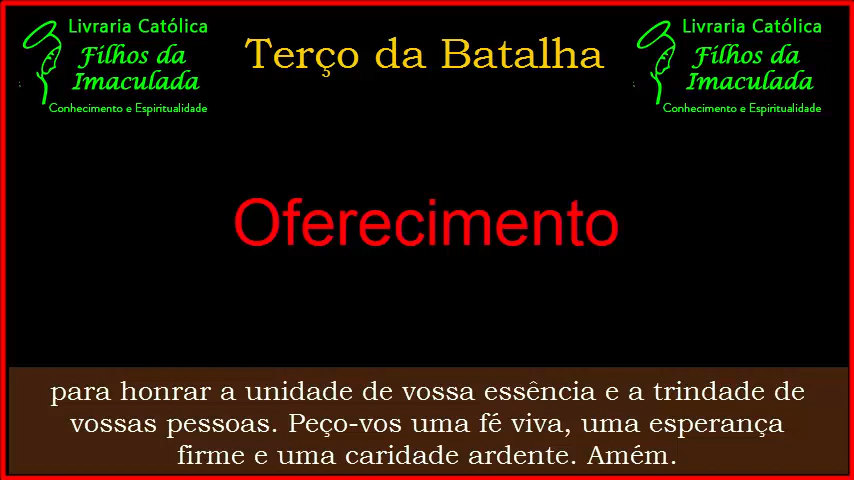 Livraria Católica
Filhos da
Imaculada
Conhecimento e Espiritualidade
Terço da Batalha
Livraria Católica
Filhos da
Imaculada
Conhecimento e Espiritualidade
Oferecimento
para honrar a unidade de vossa essência e a trindade de
vossas pessoas. Peço-vos uma fé viva, uma esperança
firme e uma caridade ardente. Amém.